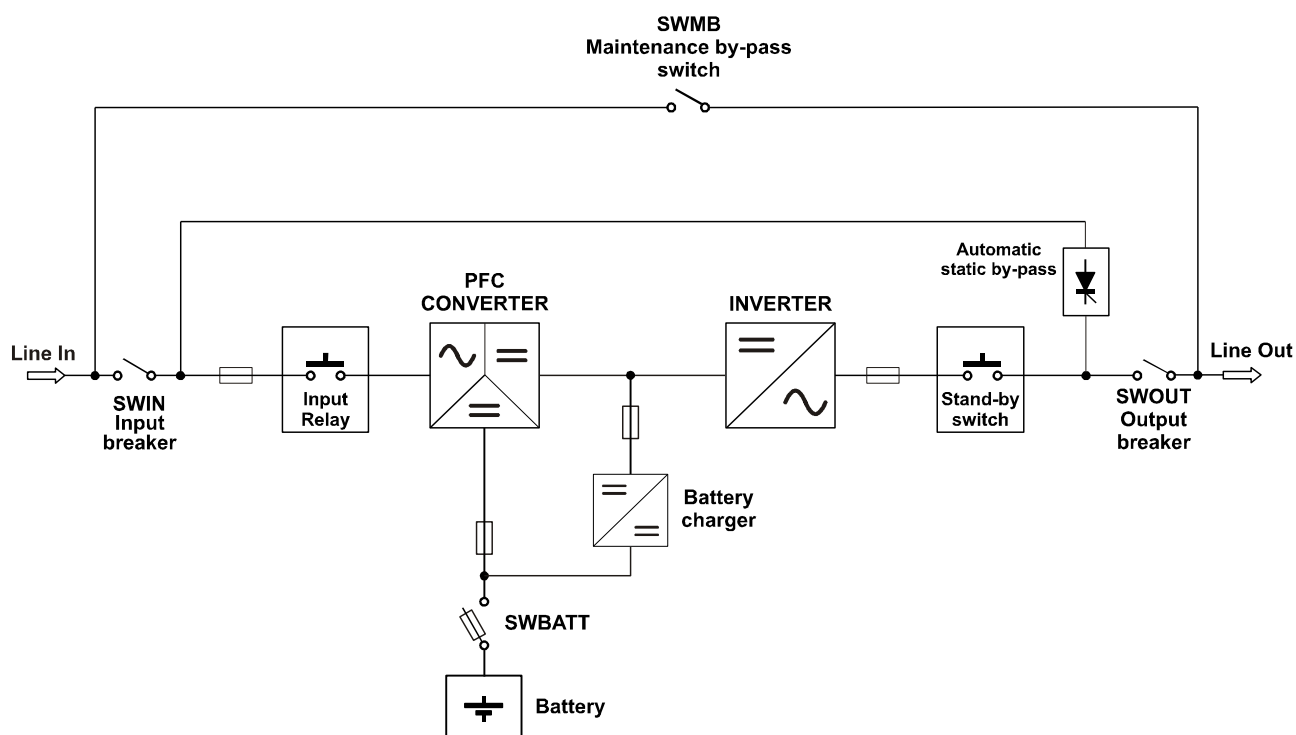 SWMB
Maintenance by-pass
switch
Automatic
static by-pass
PFC
CONVERTER
INVERTER
Line In
Line Out
SWIN
Input
breaker
Input
Relay
Stand-by
switch
SWOUT
Output
breaker
Battery
charger
SWBATT
Battery